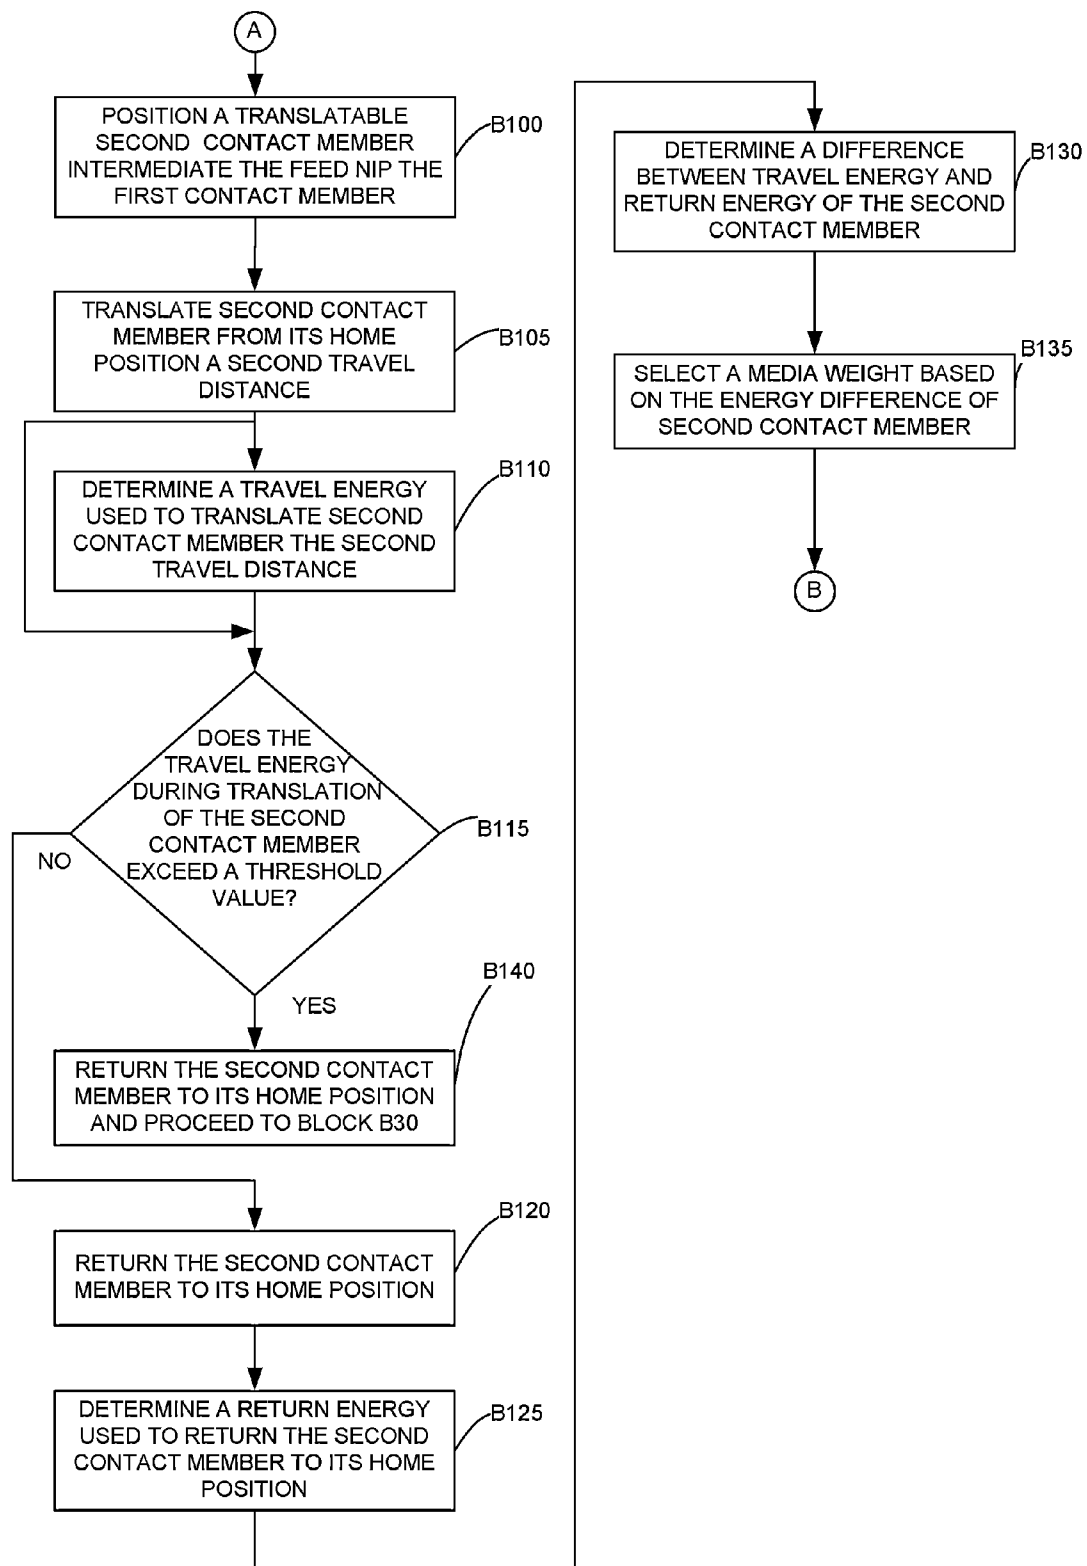 A
POSITION A TRANSLATABLE
SECOND CONTACT MEMBER
INTERMEDIATE THE FEED NIP THE
FIRST CONTACT MEMBER
B100
TRANSLATE SECOND CONTACT
MEMBER FROM ITS HOME
POSITION A SECOND TRAVEL
DISTANCE
B105
DETERMINE A TRAVEL ENERGY
USED TO TRANSLATE SECOND
CONTACT MEMBER THE SECOND
TRAVEL DISTANCE
B110
DOES THE
TRAVEL ENERGY
DURING TRANSLATION
OF THE SECOND
CONTACT MEMBER
EXCEED A THRESHOLD
VALUE?
B115
NO
YES
B140
RETURN THE SECOND CONTACT
MEMBER TO ITS HOME POSITION
AND PROCEED TO BLOCK B30
B120
RETURN THE SECOND CONTACT
MEMBER TO ITS HOME POSITION
DETERMINE A RETURN ENERGY
USED TO RETURN THE SECOND
CONTACT MEMBER TO ITS HOME
POSITION
B125
DETERMINE A DIFFERENCE
BETWEEN TRAVEL ENERGY AND
RETURN ENERGY OF THE SECOND
CONTACT MEMBER
B130
B135
SELECT A MEDIA WEIGHT BASED
ON THE ENERGY DIFFERENCE OF
SECOND CONTACT MEMBER
B